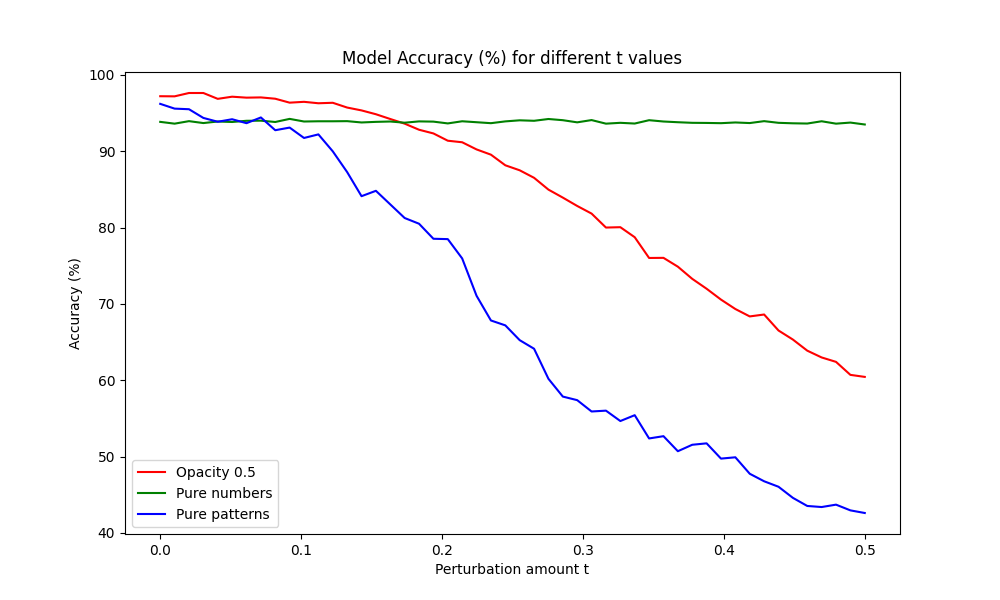 Model Accuracy (%) for different t values
Accuracy (%)
100
90
80
70
60
50
40
Opacity 0.5
Pure numbers
Pure patterns
0.0 0.1 0.2 0.3 0.4 0.5
Perturbation amount t